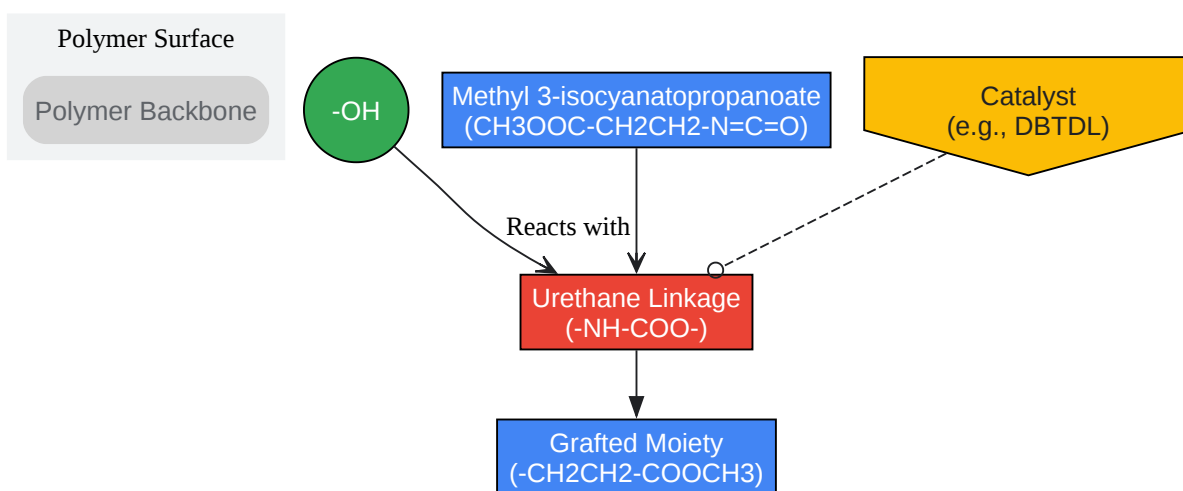 Polymer Surface
Polymer Backbone
-OH
Methyl 3-isocyanatopropanoate
(CH3OOC-CH2CH2-N=C=O)
Catalyst
(e.g., DBTDL)
Reacts with
Urethane Linkage
(-NH-COO-)
Grafted Moiety
(-CH2CH2-COOCH3)